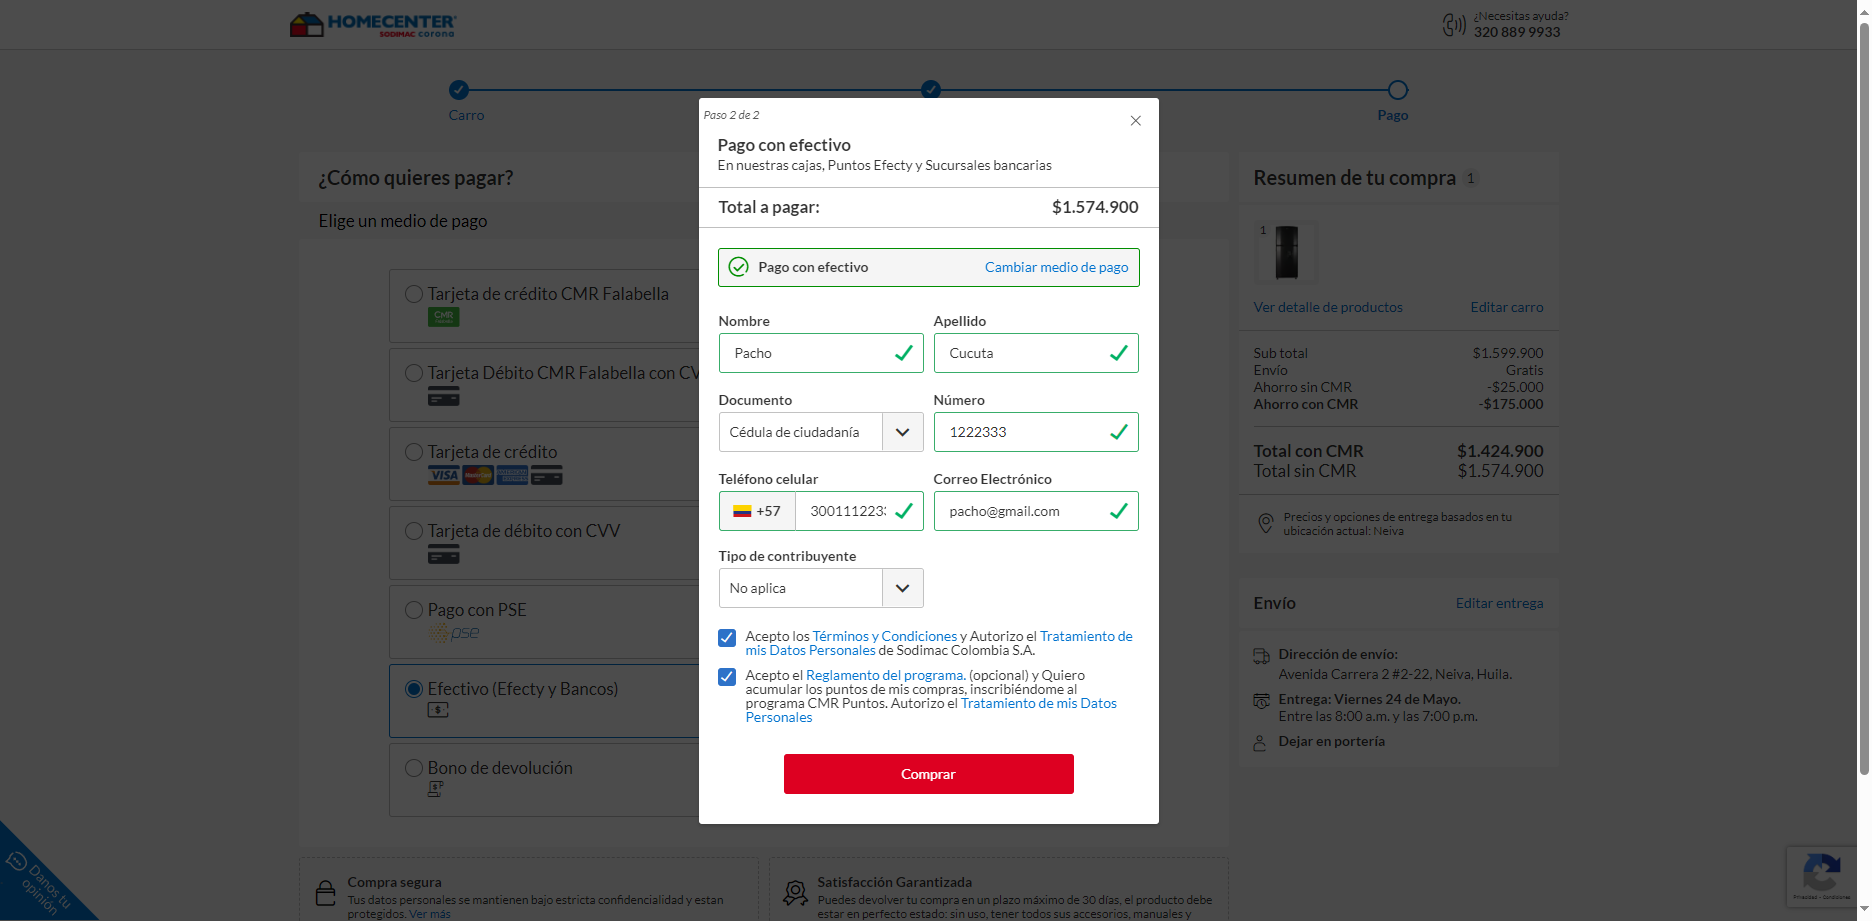 HOMECENTER
SODIMAC corona
¿Necesitas ayuda?
320 889 9933
Carro
Pago
¿Cómo quieres pagar?
Elige un medio de pago
Tarjeta de crédito CMR Falabella
CMR
Tarjeta Débito CMR Falabella con CV
Tarjeta de crédito
VISA
MasterCard
AMERICAN EXPRESS
Tarjeta de débito con CVV
Pago con PSE
pse
Efectivo (Efecty y Bancos)
Bono de devolución
Paso 2 de 2
Pago con efectivo
En nuestras cajas, Puntos Efecty y Sucursales bancarias
Total a pagar: $1.574.900
Pago con efectivo Cambiar medio de pago
Nombre Apellido
Pacho Cucuta
Documento Número
Cédula de ciudadanía 1222333
Teléfono celular Correo Electrónico
+57 300111223 pacho@gmail.com
Tipo de contribuyente
No aplica
Acepto los Términos y Condiciones y Autorizo el Tratamiento de
mis Datos Personales de Sodimac Colombia S.A.
Acepto el Reglamento del programa. (opcional) y Quiero
acumular los puntos de mis compras, inscribiéndome al
programa CMR Puntos. Autorizo el Tratamiento de mis Datos
Personales
Comprar
Resumen de tu compra 1
1
Ver detalle de productos Editar carro
Sub total $1.599.900
Envío Gratis
Ahorro sin CMR -$25.000
Ahorro con CMR -$175.000
Total con CMR $1.424.900
Total sin CMR $1.574.900
Precios y opciones de entrega basados en tu
ubicación actual: Neiva
Envío Editar entrega
Dirección de envío:
Avenida Carrera 2 #2-22, Neiva, Huila.
Entrega: Viernes 24 de Mayo.
Entre las 8:00 a.m. y las 7:00 p.m.
Dejar en portería
Compra segura
Tus datos personales se mantienen bajo estricta confidencialidad y estan
protegidos. Ver más
Satisfacción Garantizada
Puedes devolver tu compra en un plazo máximo de 30 días, el producto debe
estar en perfecto estado: sin uso, tener todos sus accesorios, manuales y
Danos tu
opinión
Privacidad - Condiciones